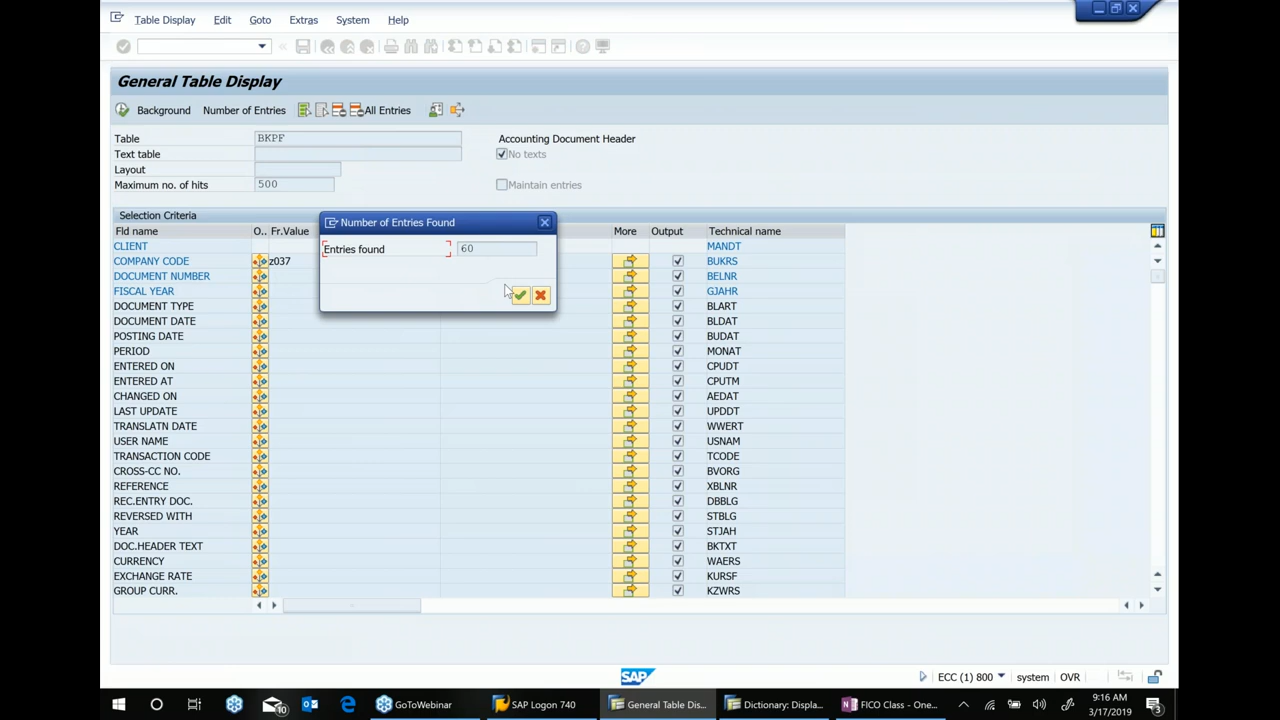 Table Display Edit Goto Extras System Help
General Table Display
Background Number of Entries All Entries
Table BKPF Accounting Document Header
Text table No texts
Layout
Maximum no. of hits 500 Maintain entries
Selection Criteria
Fld name O.. Fr.Value More Output Technical name
Number of Entries Found
Entries found 60
CLIENT MANDT
COMPANY CODE z037 BUKRS
DOCUMENT NUMBER BELNR
FISCAL YEAR GJAHR
DOCUMENT TYPE BLART
DOCUMENT DATE BLDAT
POSTING DATE BUDAT
PERIOD MONAT
ENTERED ON CPUDT
ENTERED AT CPUTM
CHANGED ON AEDAT
LAST UPDATE UPDDT
TRANSLATN DATE WWERT
USER NAME USNAM
TRANSACTION CODE TCODE
CROSS-CC NO. BVORG
REFERENCE XBLNR
REC.ENTRY DOC. DBBLG
REVERSED WITH STBLG
YEAR STJAH
DOC.HEADER TEXT BKTXT
CURRENCY WAERS
EXCHANGE RATE KURSF
GROUP CURR. KZWRS
SAP
ECC (1) 800 system OVR
10 GoToWebinar SAP Logon 740 General Table Dis... Dictionary: Displa... FICO Class - One... 9:16 AM
3/17/2019 3